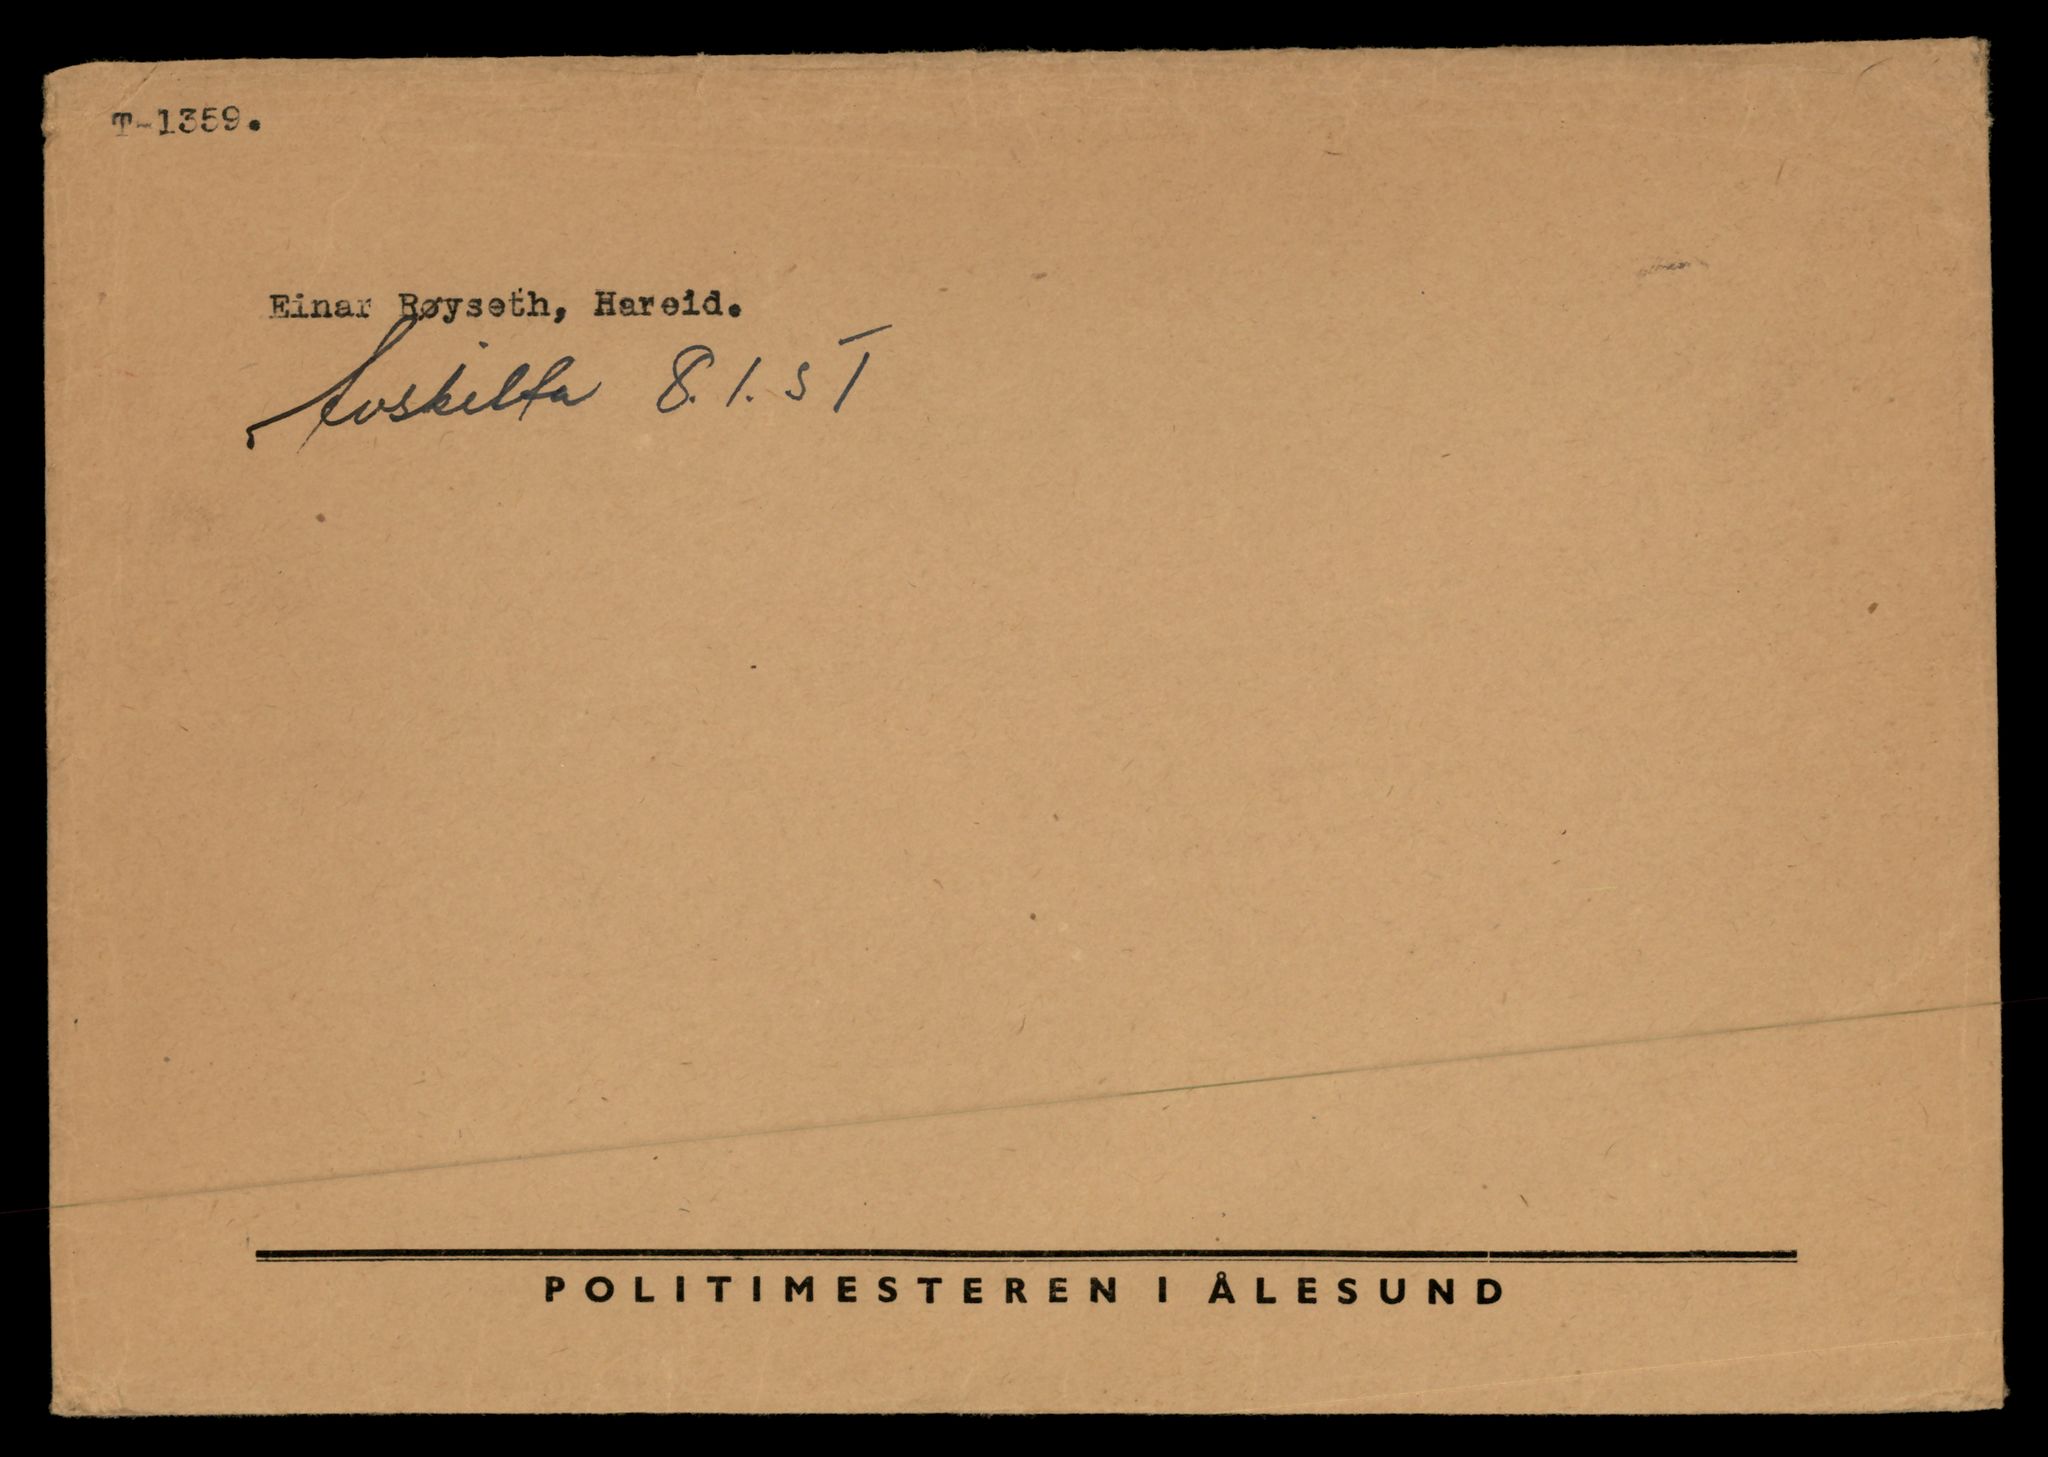 T-1359.
Einar Røyseth, Hareid.
Avskilta 8.1.51
POLITIMESTEREN I ÅLESUND